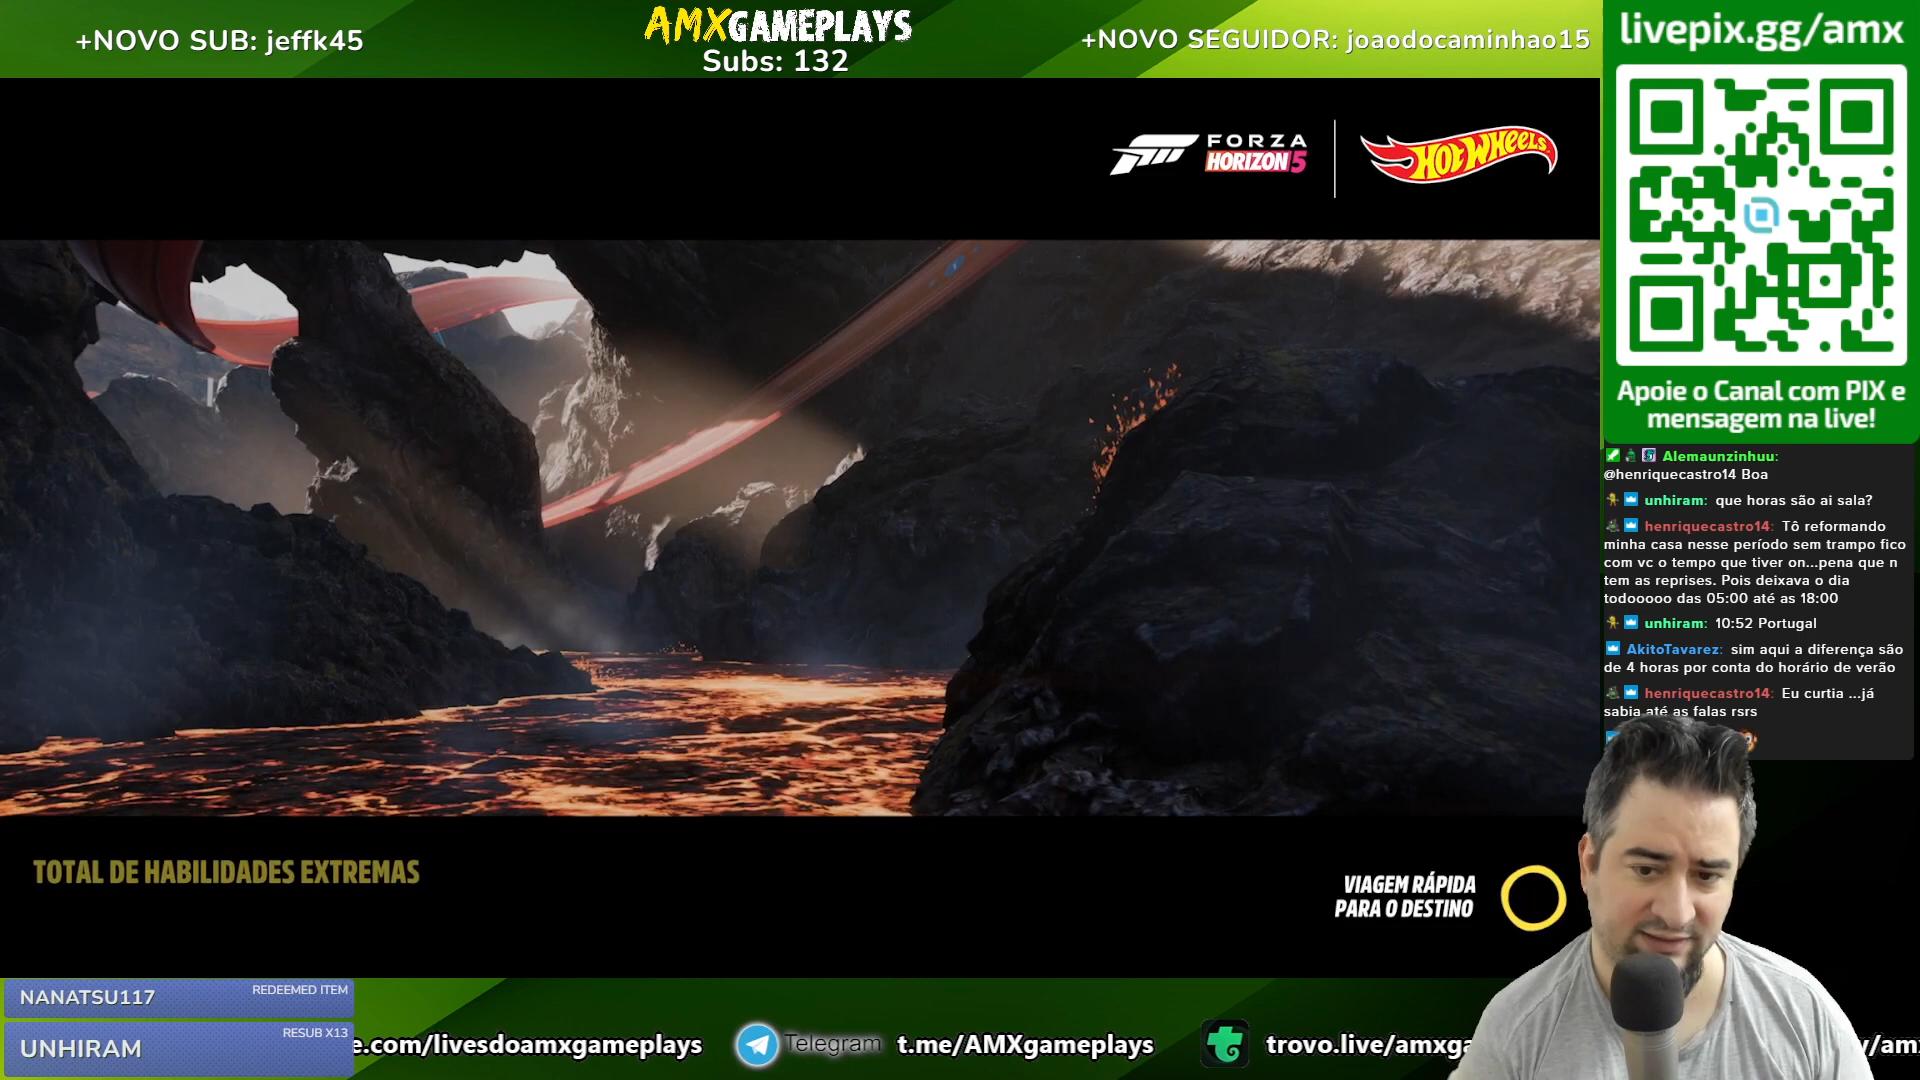 +NOVO SUB: jeffk45
AMXGAMEPLAYS
Subs: 132
+NOVO SEGUIDOR: joaodocaminhao15
livepix.gg/amx
Apoie o Canal com PIX e
mensagem na live!
FORZA
HORIZON 5
HOT WHEELS
Alemaunzinhuu:
@henriquecastro14 Boa
unhiram: que horas são ai sala?
henriquecastro14: Tô reformando
minha casa nesse período sem trampo fico
com vc o tempo que tiver on...pena que n
tem as reprises. Pois deixava o dia
todooooo das 05:00 até as 18:00
unhiram: 10:52 Portugal
AkitoTavarez: sim aqui a diferença são
de 4 horas por conta do horário de verão
henriquecastro14: Eu curtia ...já
sabia até as falas rsrs
TOTAL DE HABILIDADES EXTREMAS
VIAGEM RÁPIDA
PARA O DESTINO
NANATSU117
REDEEMED ITEM
UNHIRAM
RESUB X13
e.com/livesdoamxgameplays
Telegram
t.me/AMXgameplays
trovo.live/amxga
y/am